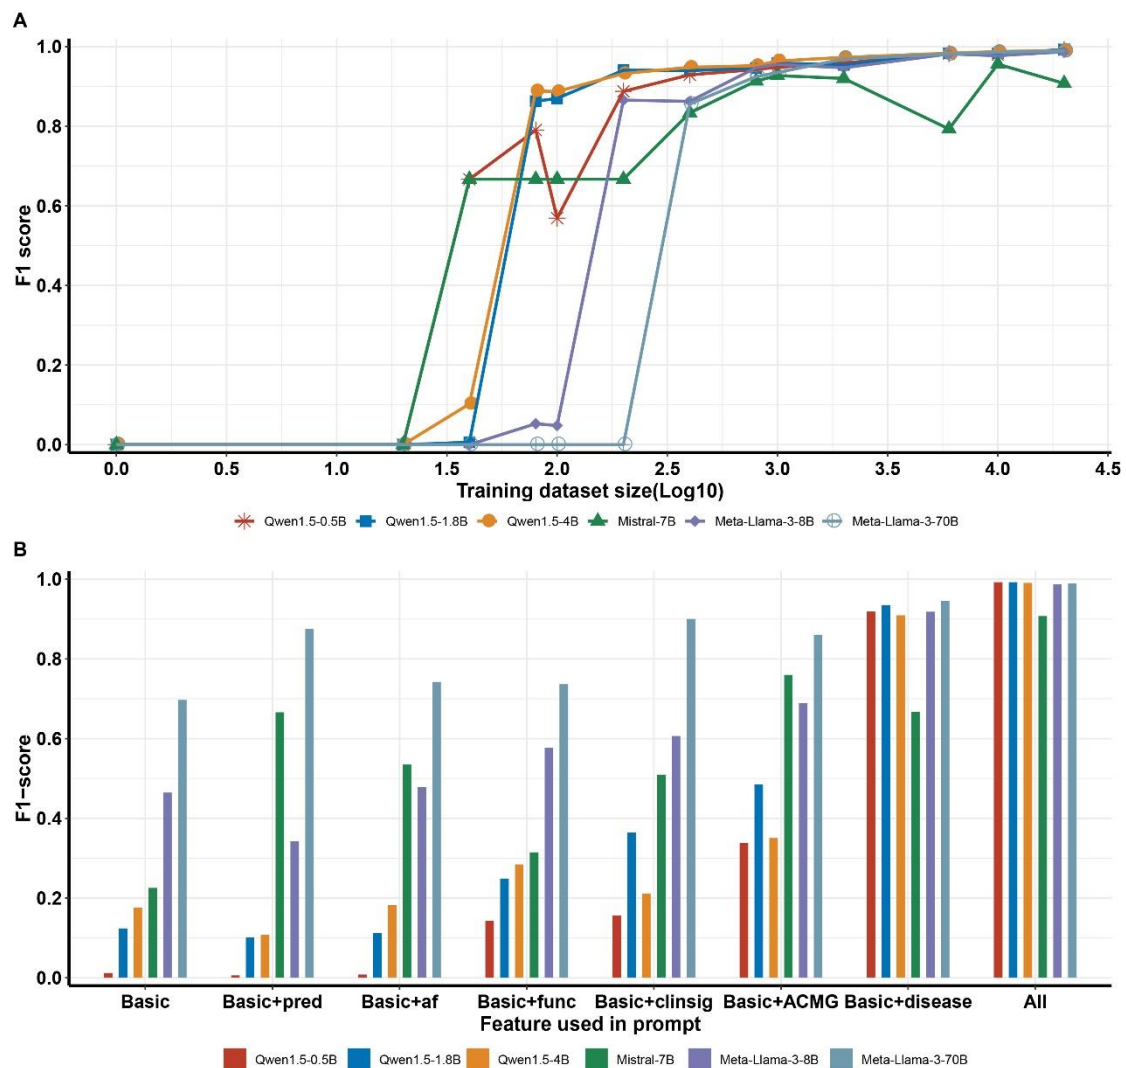 A
1.0
0.8
0.6
0.4
0.2
0.0
F1 score
0.0 0.5 1.0 1.5 2.0 2.5 3.0 3.5 4.0 4.5
Training dataset size(Log10)
Qwen1.5-0.5B Qwen1.5-1.8B Qwen1.5-4B Mistral-7B Meta-Llama-3-8B Meta-Llama-3-70B
B
1.0
0.8
0.6
0.4
0.2
0.0
F1−score
Basic Basic+pred Basic+af Basic+func Basic+clinsig Basic+ACMG Basic+disease All
Feature used in prompt
Qwen1.5-0.5B Qwen1.5-1.8B Qwen1.5-4B Mistral-7B Meta-Llama-3-8B Meta-Llama-3-70B